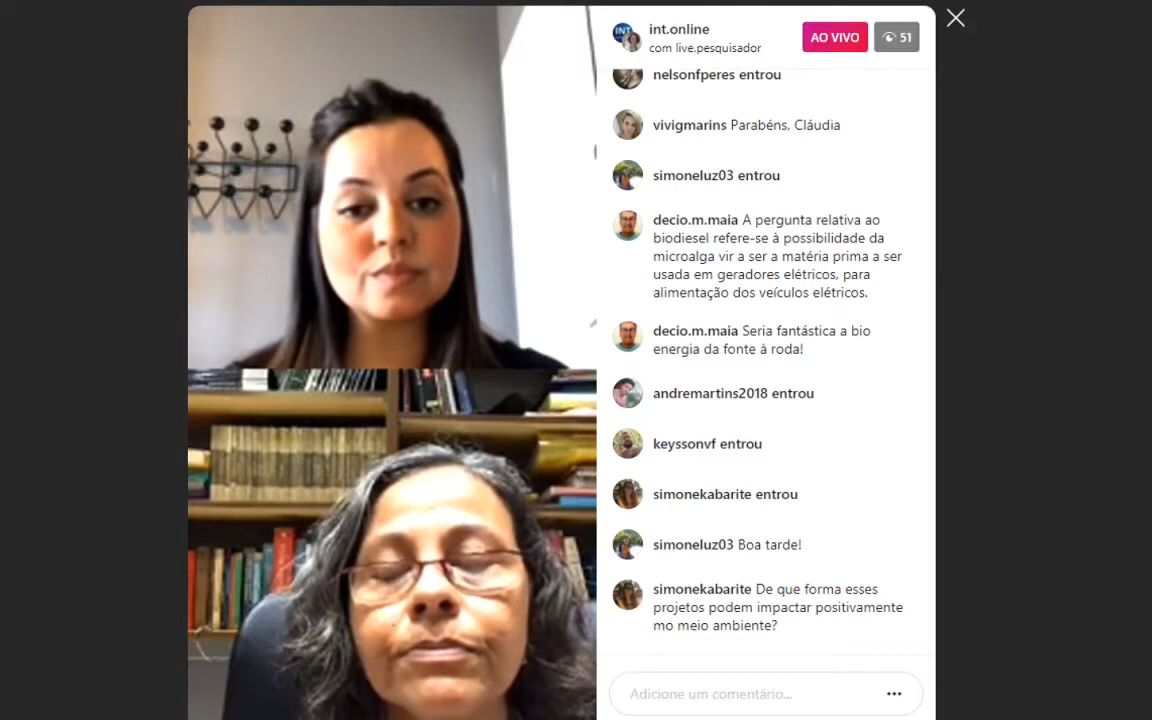 INT
int.online
com live.pesquisador
AO VIVO
51
nelsonfperes entrou
vivigmarins Parabéns, Cláudia
simoneluz03 entrou
decio.m.maia A pergunta relativa ao
biodiesel refere-se à possibilidade da
microalga vir a ser a matéria prima a ser
usada em geradores elétricos, para
alimentação dos veículos elétricos.
decio.m.maia Seria fantástica a bio
energia da fonte à roda!
andremartins2018 entrou
keyssonvf entrou
simonekabarite entrou
simoneluz03 Boa tarde!
simonekabarite De que forma esses
projetos podem impactar positivamente
mo meio ambiente?
Adicione um comentário...